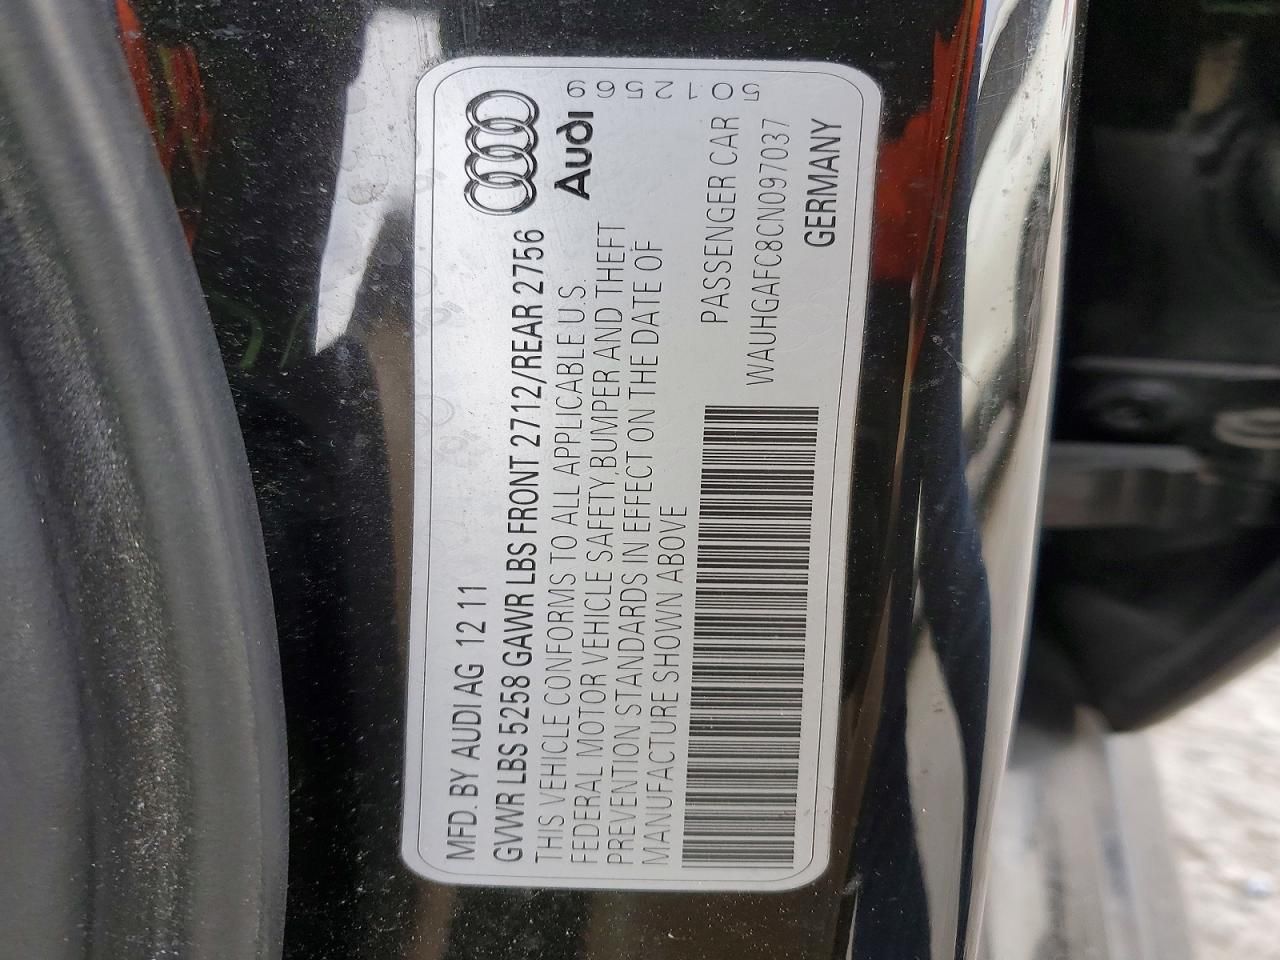 MFD. BY AUDI AG 12 11
GVWR LBS 5258 GAWR LBS FRONT 2712/REAR 2756
THIS VEHICLE CONFORMS TO ALL APPLICABLE U.S.
FEDERAL MOTOR VEHICLE SAFETY,BUMPER AND THEFT
PREVENTION STANDARDS IN EFFECT ON THE DATE OF
MANUFACTURE SHOWN ABOVE
Audi
5012569
PASSENGER CAR
WAUHGAFC8CN097037
GERMANY